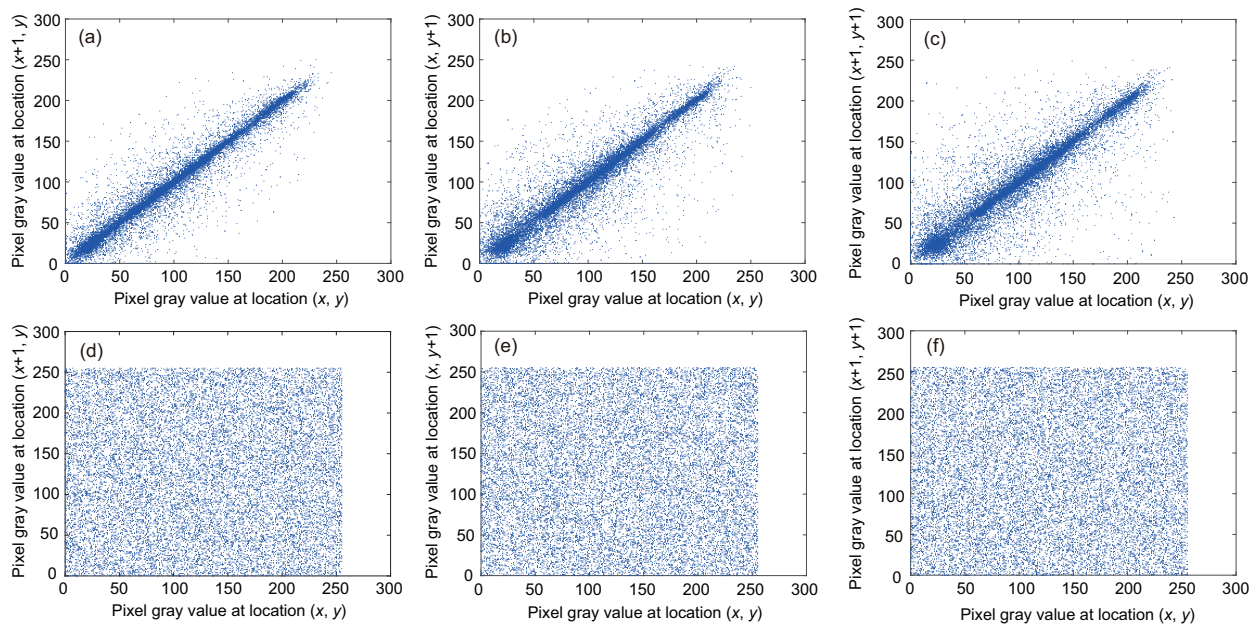 (a)
Pixel gray value at location (x+1, y)
300
250
200
150
100
50
0
0 50 100 150 200 250 300
Pixel gray value at location (x, y)
(b)
Pixel gray value at location (x, y+1)
300
250
200
150
100
50
0
0 50 100 150 200 250 300
Pixel gray value at location (x, y)
(c)
Pixel gray value at location (x+1, y+1)
300
250
200
150
100
50
0
0 50 100 150 200 250 300
Pixel gray value at location (x, y)
(d)
Pixel gray value at location (x+1, y)
300
250
200
150
100
50
0
0 50 100 150 200 250 300
Pixel gray value at location (x, y)
(e)
Pixel gray value at location (x, y+1)
300
250
200
150
100
50
0
0 50 100 150 200 250 300
Pixel gray value at location (x, y)
(f)
Pixel gray value at location (x+1, y+1)
300
250
200
150
100
50
0
0 50 100 150 200 250 300
Pixel gray value at location (x, y)